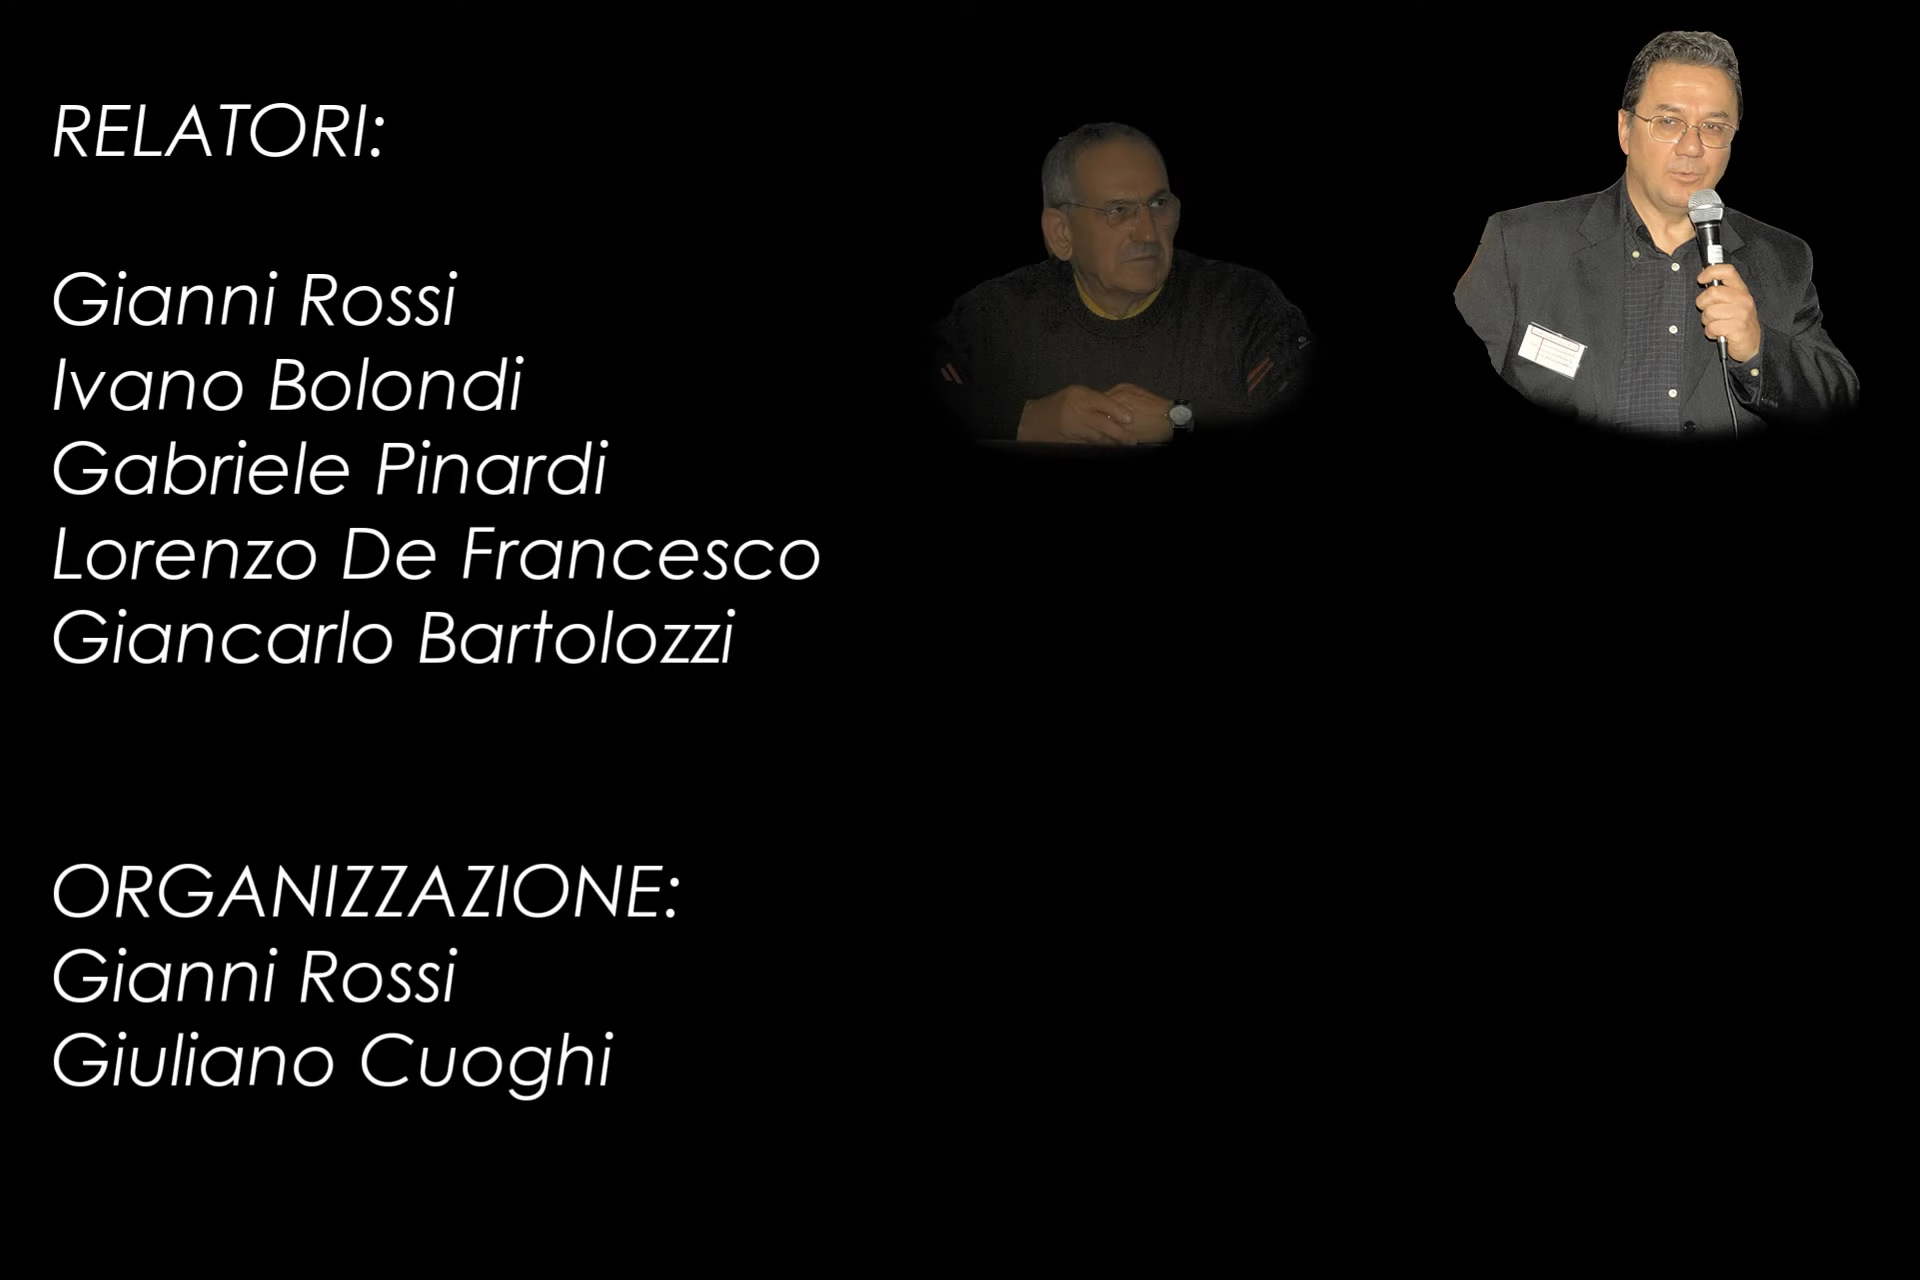 RELATORI:
Gianni Rossi
Ivano Bolondi
Gabriele Pinardi
Lorenzo De Francesco
Giancarlo Bartolozzi
ORGANIZZAZIONE:
Gianni Rossi
Giuliano Cuoghi